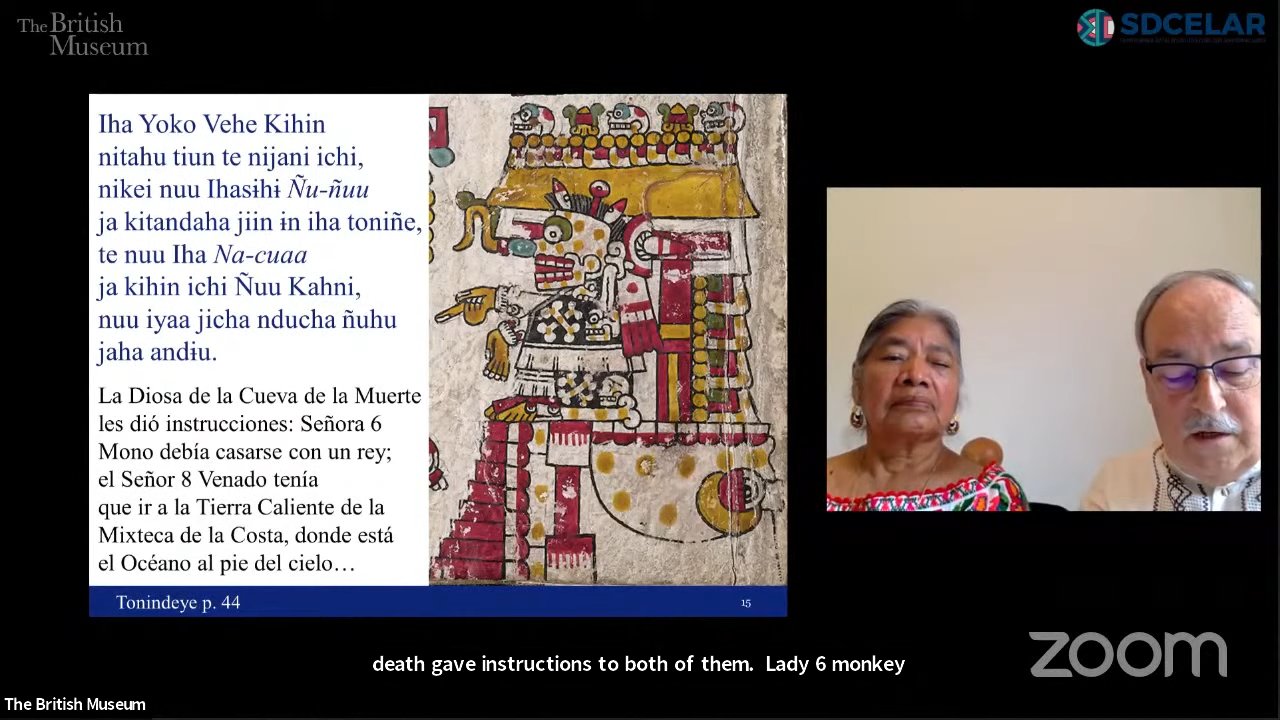 The British
Museum
SDCELAR
Iha Yoko Vehe Kihin
nitahu tiun te nijani ichi,
nikei nuu Ihasɨhɨ Ñu-ñuu
ja kitandaha jiin ɨn iha toniñe,
te nuu Iha Na-cuaa
ja kihin ichi Ñuu Kahni,
nuu iyaa jicha nducha ñuhu
jaha andɨu.
La Diosa de la Cueva de la Muerte
les dió instrucciones: Señora 6
Mono debía casarse con un rey;
el Señor 8 Venado tenía
que ir a la Tierra Caliente de la
Mixteca de la Costa, donde está
el Océano al pie del cielo…
Tonindeye p. 44
15
death gave instructions to both of them. Lady 6 monkey
zoom
The British Museum